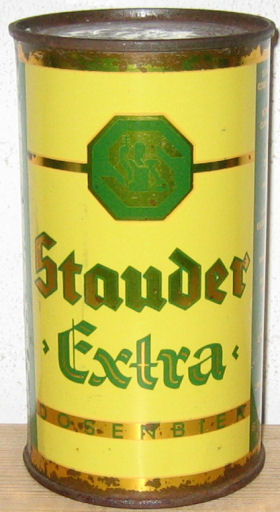 Stauder
· Extra ·
DOSENBIER